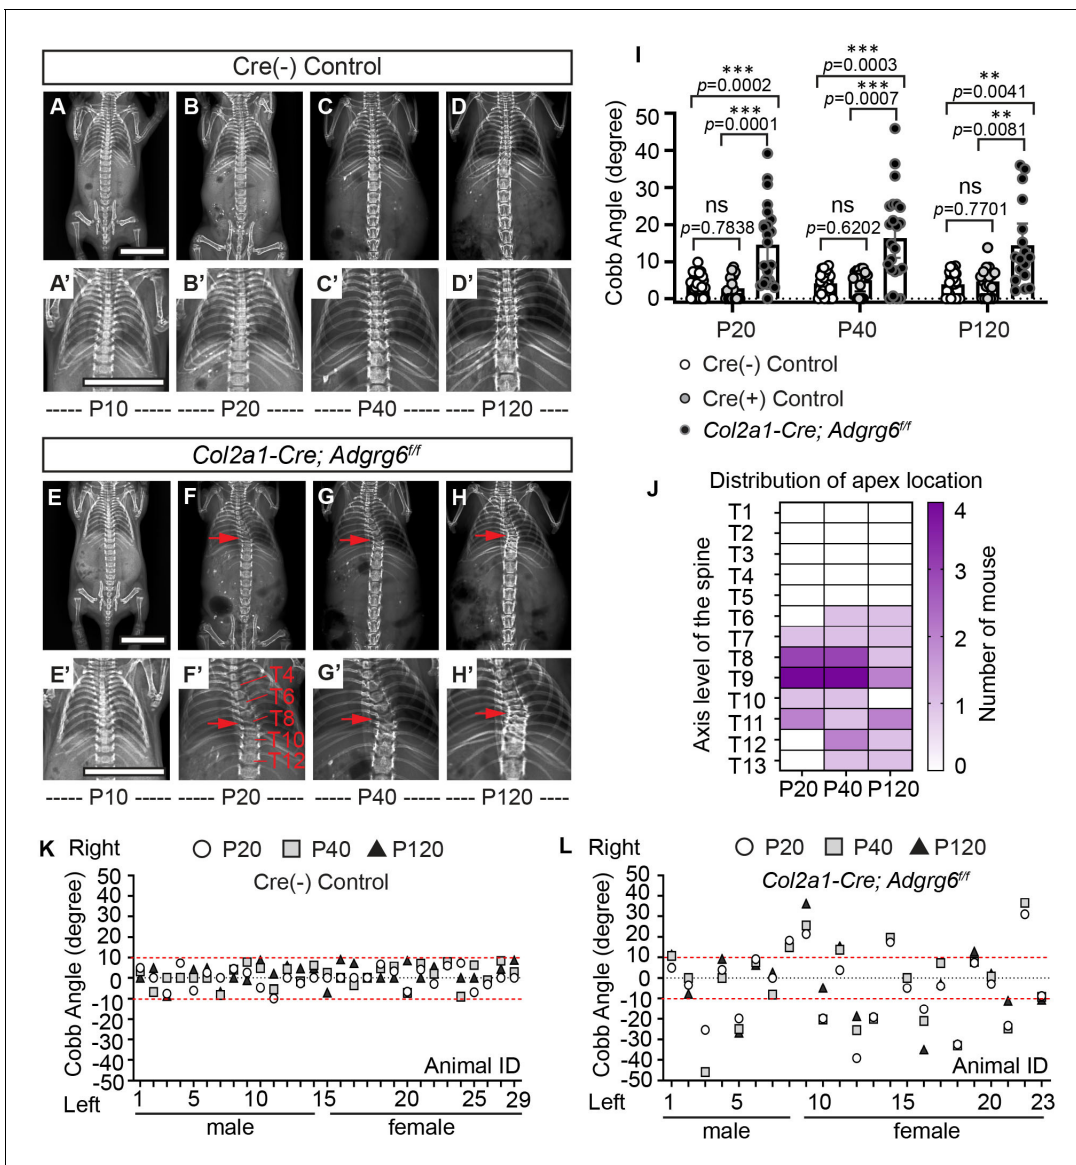 Cre(-) Control
A
B
C
D
A’
B’
C’
D’
----- P10 ----- ----- P20 ----- ----- P40 ----- ----- P120 ----
Col2a1-Cre; Adgrg6f/f
E
F
G
H
E’
F’
G’
H’
T4
T6
T8
T10
T12
----- P10 ----- ----- P20 ----- ----- P40 ----- ----- P120 ----
I
***
p=0.0002
***
p=0.0001
ns
p=0.7838
***
p=0.0003
***
p=0.0007
ns
p=0.6202
**
p=0.0041
**
p=0.0081
ns
p=0.7701
Cobb Angle (degree)
50
40
30
20
10
0
P20 P40 P120
Cre(-) Control
Cre(+) Control
Col2a1-Cre; Adgrg6f/f
J
Distribution of apex location
Axis level of the spine
T1
T2
T3
T4
T5
T6
T7
T8
T9
T10
T11
T12
T13
P20 P40 P120
4
3
2
1
0
Number of mouse
K Right
P20 P40 P120
Cre(-) Control
Cobb Angle (degree)
50
40
30
20
10
0
-10
-20
-30
-40
-50
Animal ID
Left
1 5 10 15 20 25 29
male female
L Right
P20 P40 P120
Col2a1-Cre; Adgrg6f/f
Cobb Angle (degree)
50
40
30
20
10
0
-10
-20
-30
-40
-50
Animal ID
Left
1 5 10 15 20 23
male female